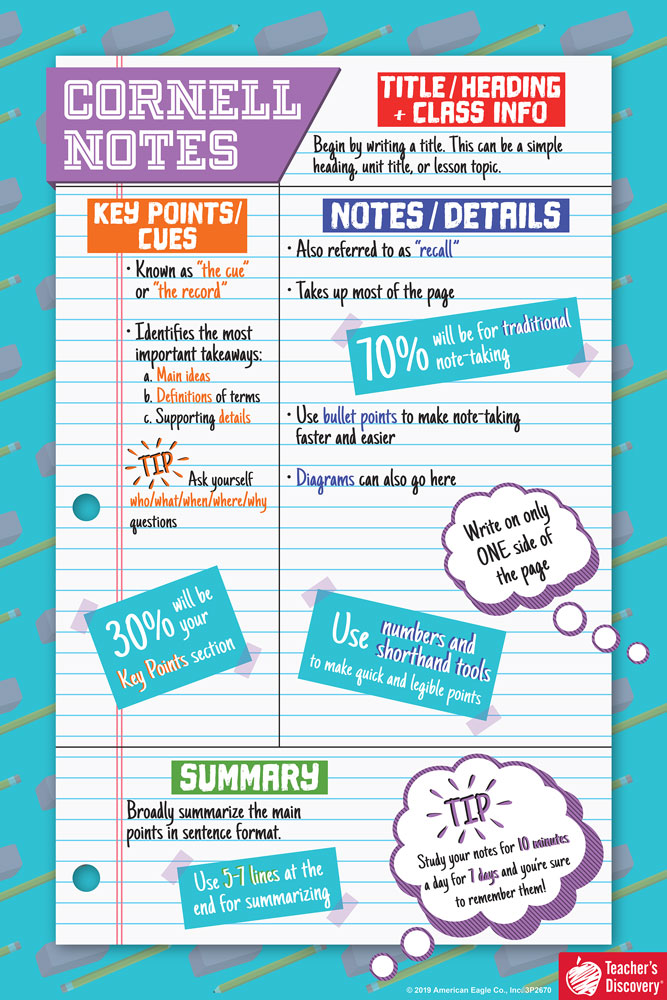 CORNELL
NOTES
TITLE/HEADING
+ CLASS INFO
Begin by writing a title. This can be a simple
heading, unit title, or lesson topic.
KEY POINTS/
CUES
• Known as "the cue"
or "the record"
• Identifies the most
important takeaways:
a. Main ideas
b. Definitions of terms
c. Supporting details
TIP
Ask yourself
who/what/when/where/why
questions
30% will be
your
Key Points section
NOTES/DETAILS
• Also referred to as "recall"
• Takes up most of the page
70% will be for traditional
note-taking
• Use bullet points to make note-taking
faster and easier
• Diagrams can also go here
Write on only
ONE side of
the page
Use numbers and
shorthand tools
to make quick and legible points
SUMMARY
Broadly summarize the main
points in sentence format.
Use 5-7 lines at the
end for summarizing
TIP
Study your notes for 10 minutes
a day for 7 days and you're sure
to remember them!
© 2019 American Eagle Co., Inc. 3P2670
Teacher's
Discovery